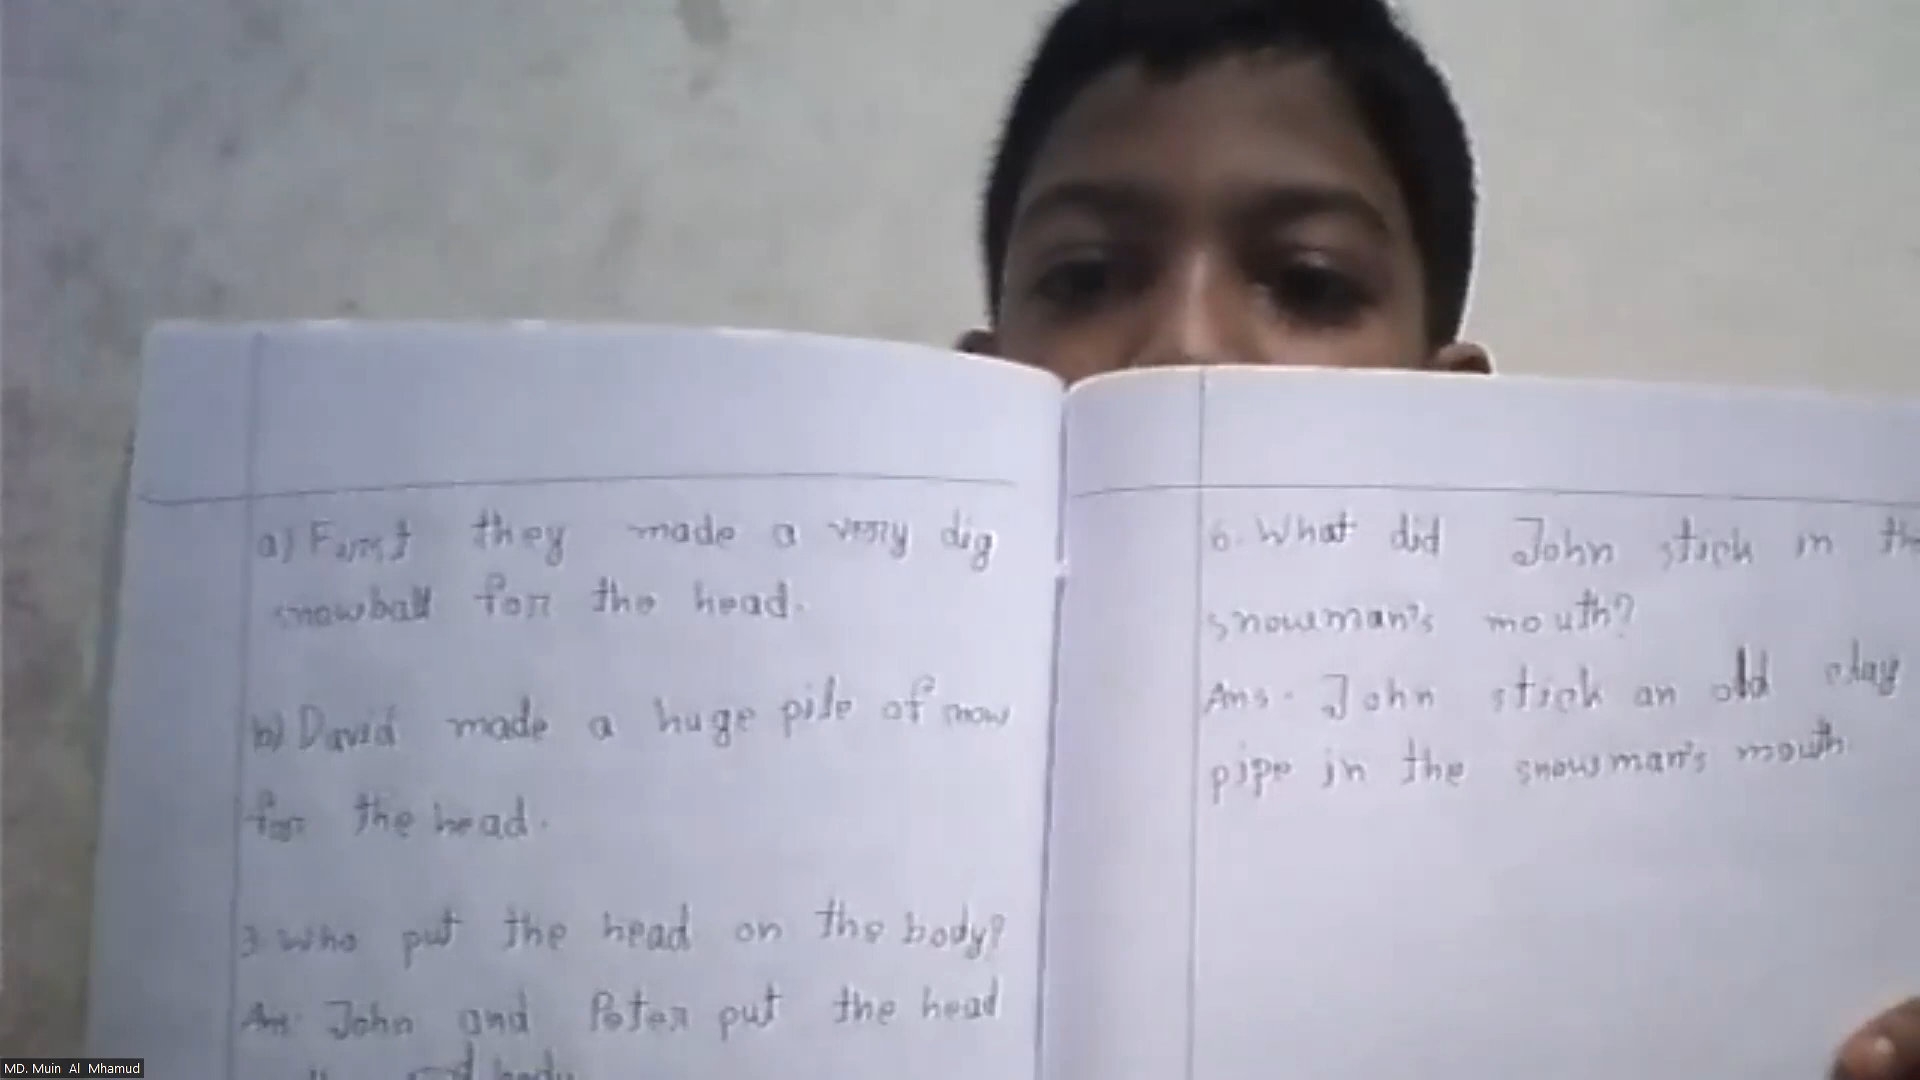 a) First they made a very dig
snowball for the head.
b) David made a huge pile of snow
for the head.
3. Who put the head on the body?
Ans: John and Peter put the head
body
6. What did John stick in the
snowman's mouth?
Ans. John stick an old clay
pipe in the snowman's mouth
MD. Muin Al Mhamud